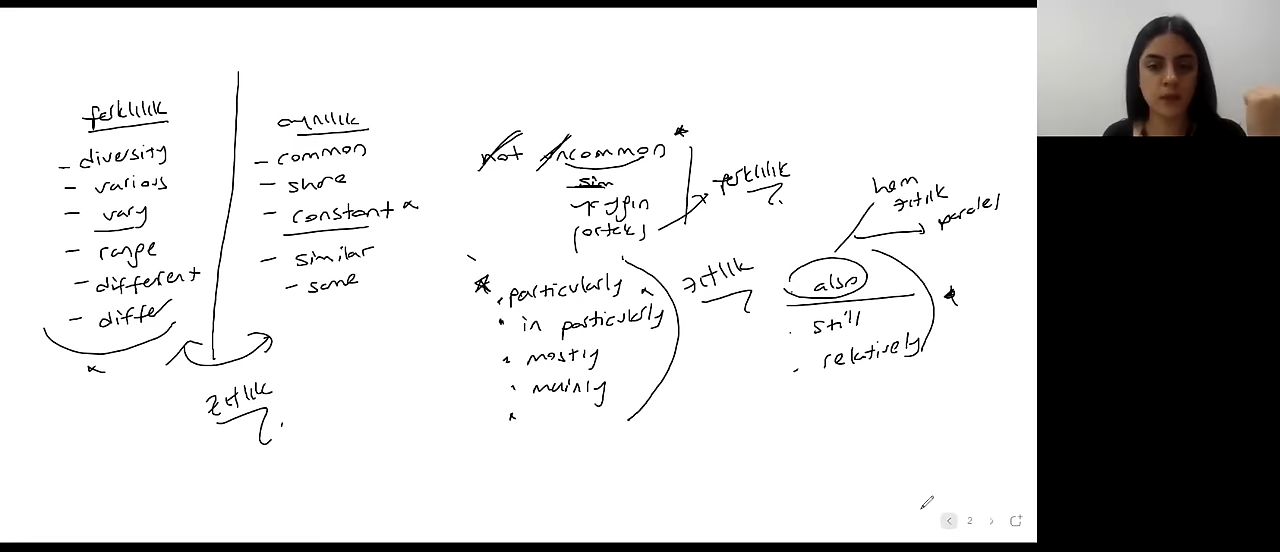 farklılık
- diversity
- various
- vary
- range
- different
- differ
zıtlık
aynılık
- common
- share
- constant
- similar
- same
not uncommon
yaygın
ortak
farklılık
particularly
in particularly
mostly
mainly
zıtlık
hem
zıtlık
paralel
also
still
relatively
2